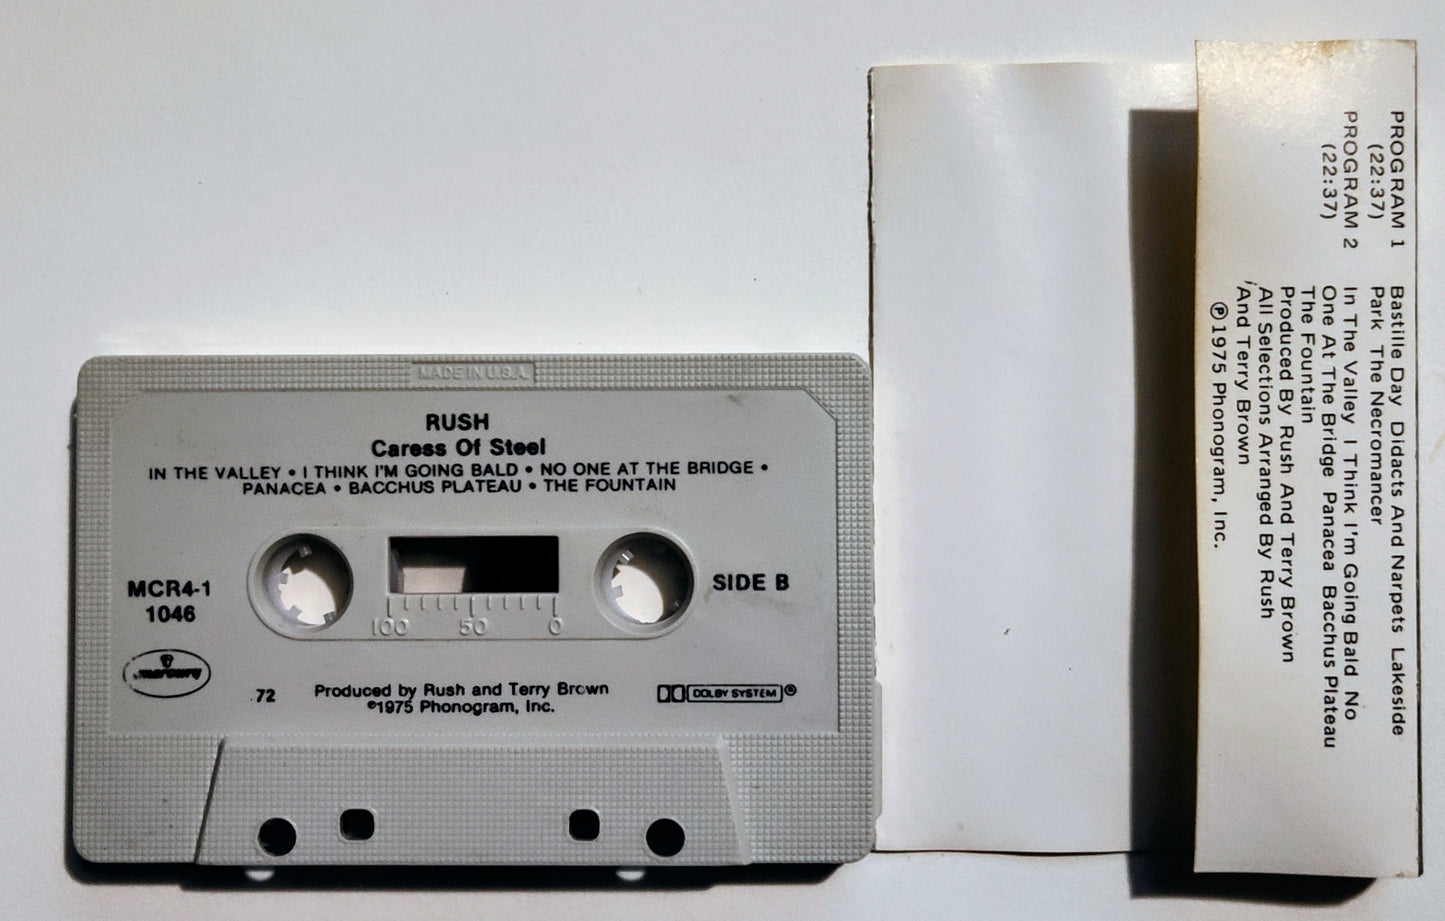 MADE IN U.S.A.
RUSH
Caress Of Steel
IN THE VALLEY • I THINK I'M GOING BALD • NO ONE AT THE BRIDGE •
PANACEA • BACCHUS PLATEAU • THE FOUNTAIN
MCR4-1
1046
SIDE B
100 50 0
mercury
72
Produced by Rush and Terry Brown
©1975 Phonogram, Inc.
DOLBY SYSTEM®
PROGRAM 1 Bastille Day Didacts And Narpets Lakeside
(22:37) Park The Necromancer
PROGRAM 2 In The Valley I Think I'm Going Bald No
(22:37) One At The Bridge Panacea Bacchus Plateau
The Fountain
Produced By Rush And Terry Brown
All Selections Arranged By Rush
And Terry Brown
℗1975 Phonogram, Inc.